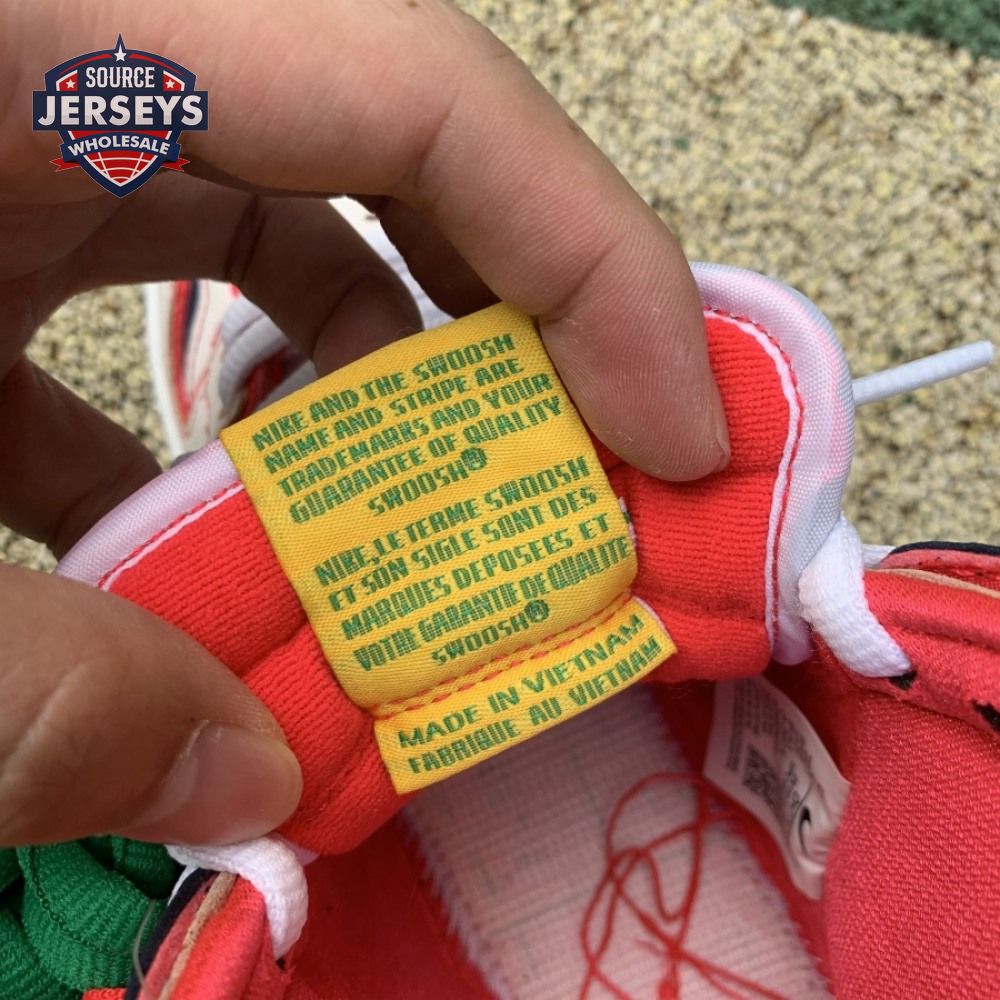 SOURCE
JERSEYS
WHOLESALE
NIKE AND THE SWOOSH
NAME AND STRIPE ARE
TRADEMARKS AND YOUR
GUARANTEE OF QUALITY
SWOOSH®
NIKE, LE TERME SWOOSH
ET SON SIGLE SONT DES
MARQUES DEPOSEES ET
VOTRE GARANTIE DE QUALITE
SWOOSH®
MADE IN VIETNAM
FABRIQUE AU VIETNAM